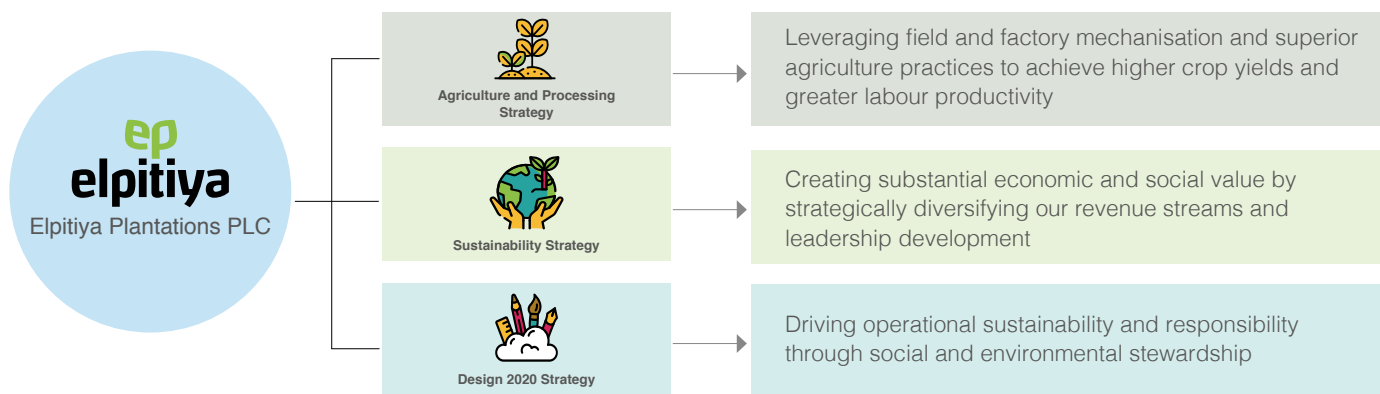 ep
elpitiya
Elpitiya Plantations PLC
Agriculture and Processing
Strategy
Leveraging field and factory mechanisation and superior
agriculture practices to achieve higher crop yields and
greater labour productivity
Sustainability Strategy
Creating substantial economic and social value by
strategically diversifying our revenue streams and
leadership development
Design 2020 Strategy
Driving operational sustainability and responsibility
through social and environmental stewardship